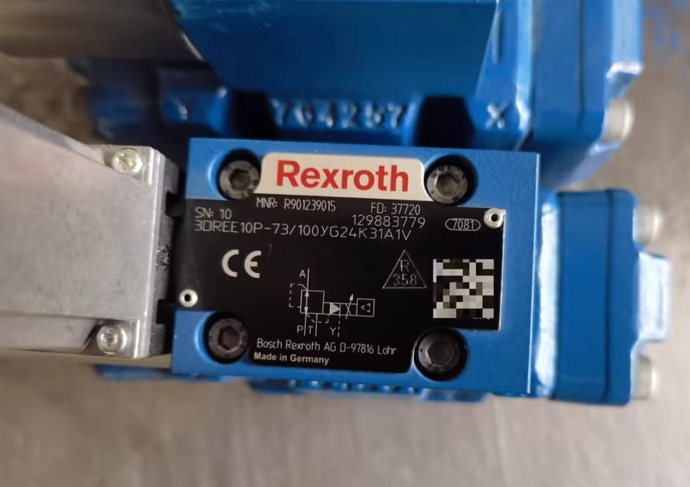 704257 X
Rexroth
MNR: R901239015 FD: 37720
SN: 10 129883779 7081
3DREE10P-73/100YG24K31A1V
CE
R
358
A
P T Y
Bosch Rexroth AG D-97816 Lohr
Made in Germany